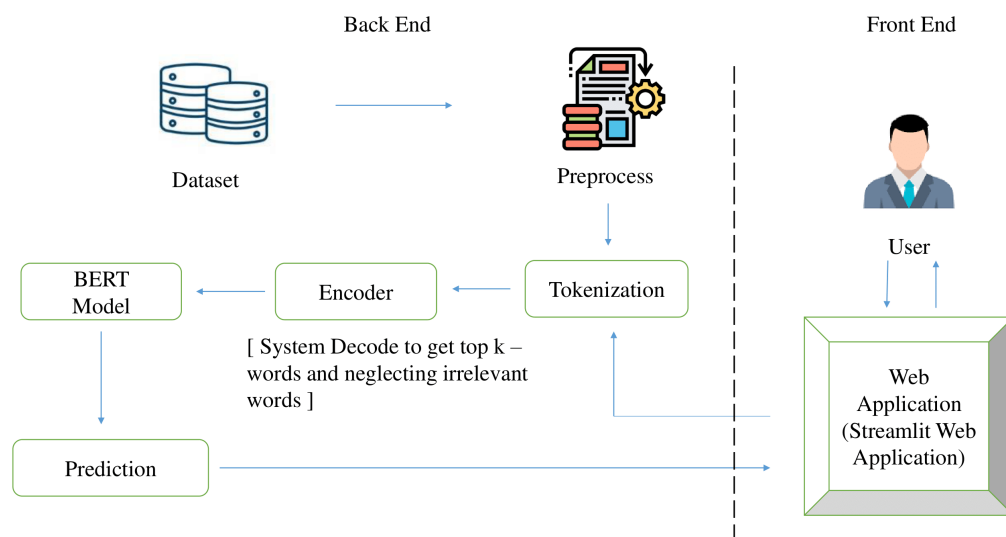 Back End
Front End
Dataset
Preprocess
User
BERT
Model
Encoder
Tokenization
[ System Decode to get top k –
words and neglecting irrelevant
words ]
Web
Application
(Streamlit Web
Application)
Prediction